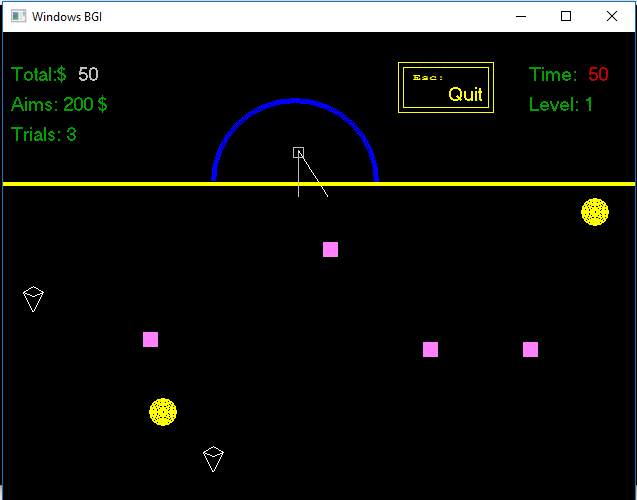 Windows BGI
Total:$ 50
Aims: 200 $
Trials: 3
Esc:
Quit
Time: 50
Level: 1